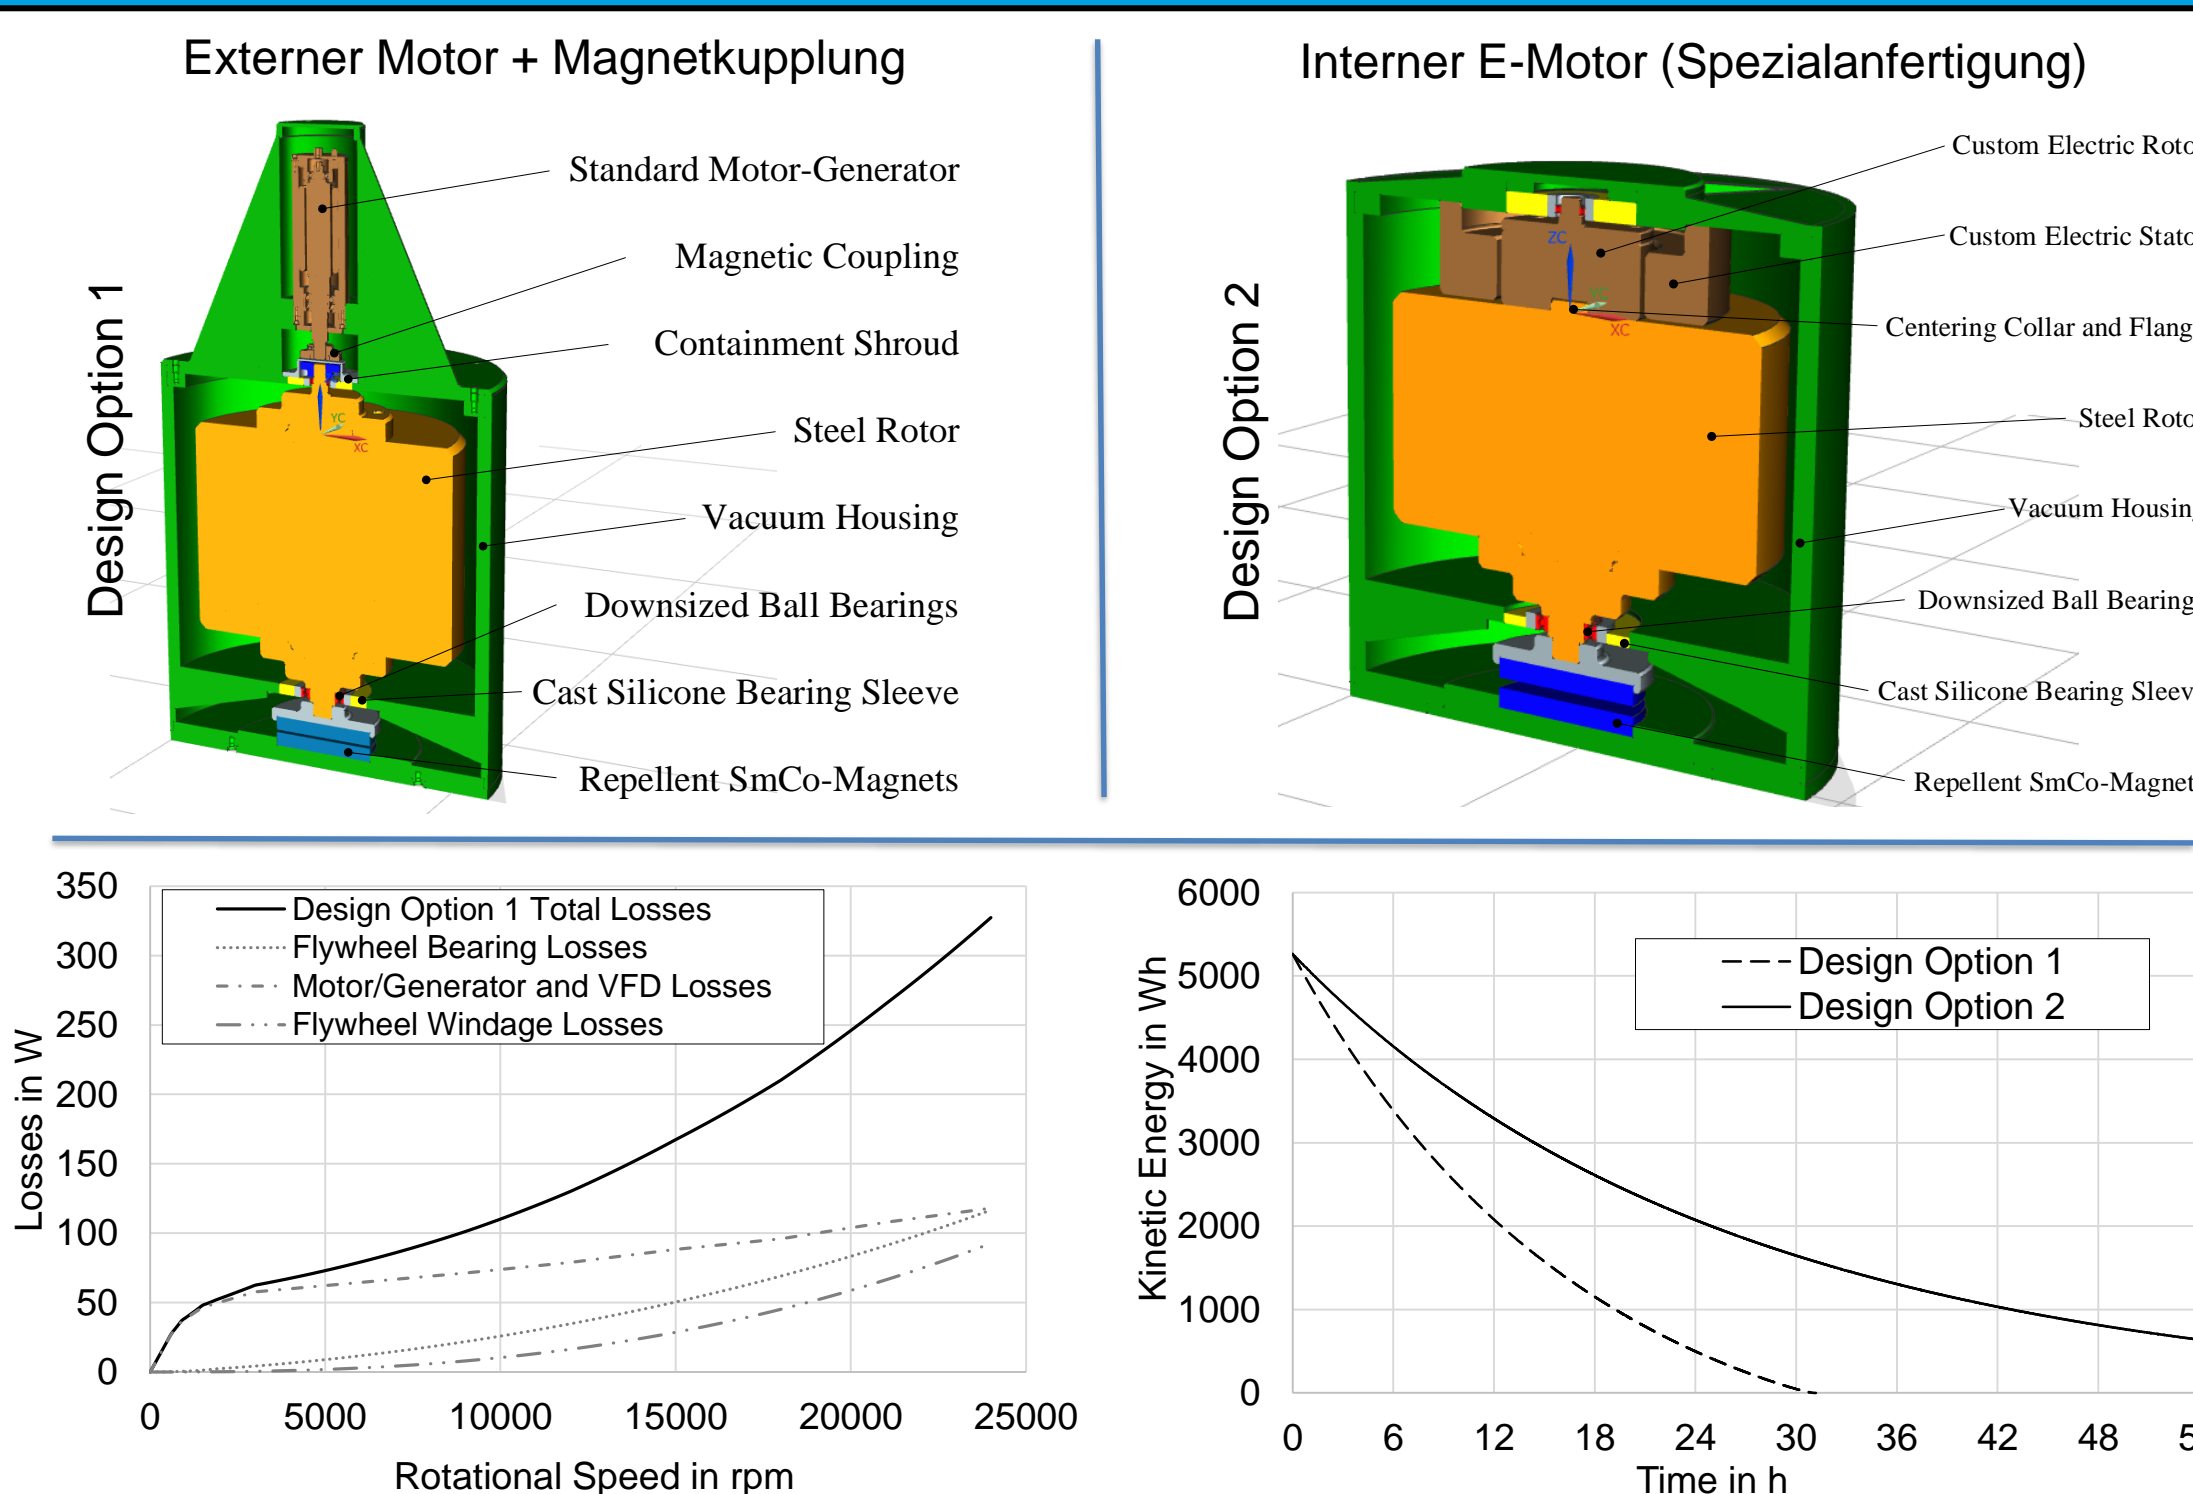 Externer Motor + Magnetkupplung
Design Option 1
Standard Motor-Generator
Magnetic Coupling
Containment Shroud
Steel Rotor
Vacuum Housing
Downsized Ball Bearings
Cast Silicone Bearing Sleeve
Repellent SmCo-Magnets
YC
XC
Interner E-Motor (Spezialanfertigung)
Design Option 2
Custom Electric Roto
Custom Electric Stato
Centering Collar and Flang
Steel Roto
Vacuum Housin
Downsized Ball Bearing
Cast Silicone Bearing Sleev
Repellent SmCo-Magnet
ZC
YC
XC
Losses in W
350
300
250
200
150
100
50
0
Design Option 1 Total Losses
Flywheel Bearing Losses
Motor/Generator and VFD Losses
Flywheel Windage Losses
0 5000 10000 15000 20000 25000
Rotational Speed in rpm
Kinetic Energy in Wh
6000
5000
4000
3000
2000
1000
0
Design Option 1
Design Option 2
0 6 12 18 24 30 36 42 48 5
Time in h